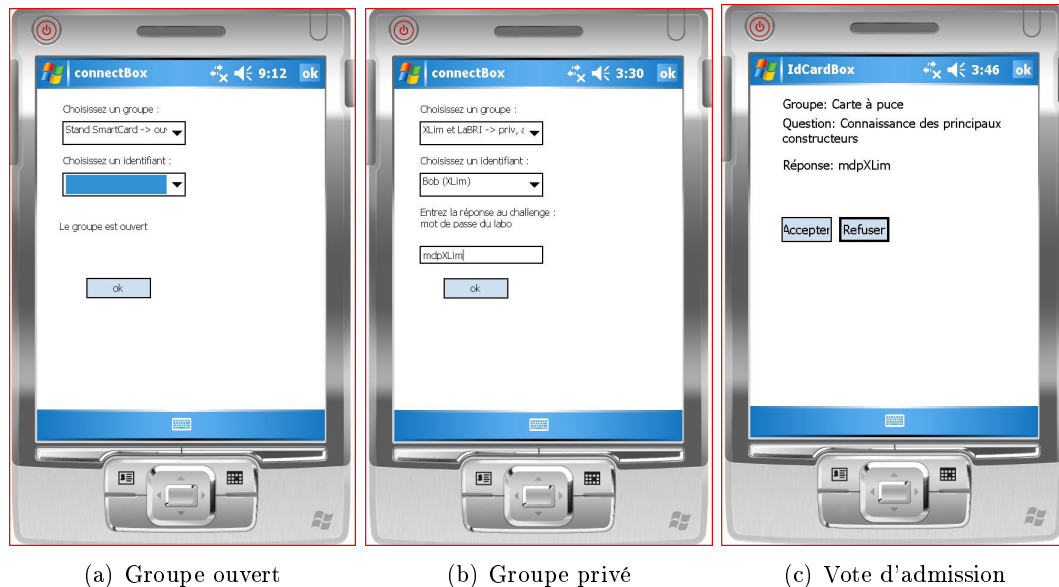 connectBox 9:12 ok
Choisissez un groupe :
Stand SmartCard -> ou
Choisissez un identifiant :
Le groupe est ouvert
ok
(a) Groupe ouvert
connectBox 3:30 ok
Choisissez un groupe :
XLim et LaBRI -> priv, a
Choisissez un identifiant :
Bob (XLim)
Entrez la réponse au challenge :
mot de passe du labo
mdpXLim
ok
(b) Groupe privé
IdCardBox 3:46 ok
Groupe: Carte à puce
Question: Connaissance des principaux
constructeurs
Réponse: mdpXLim
Accepter Refuser
(c) Vote d'admission